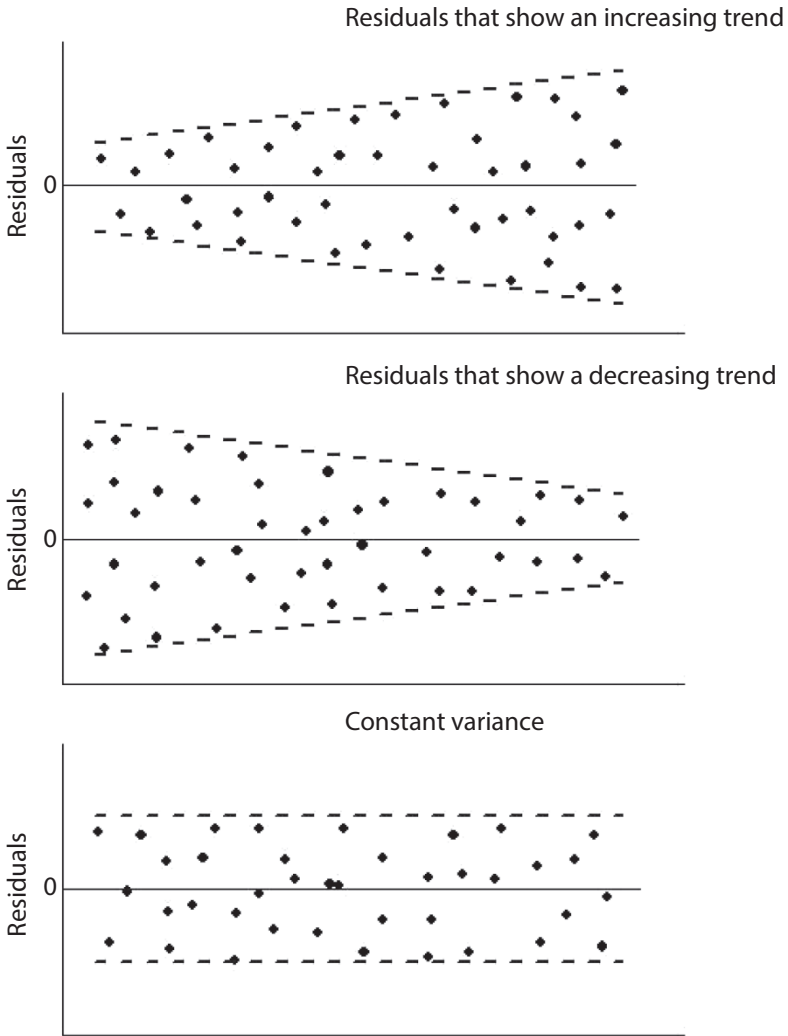 Residuals that show an increasing trend
Residuals
0
Residuals that show a decreasing trend
Residuals
0
Constant variance
Residuals
0